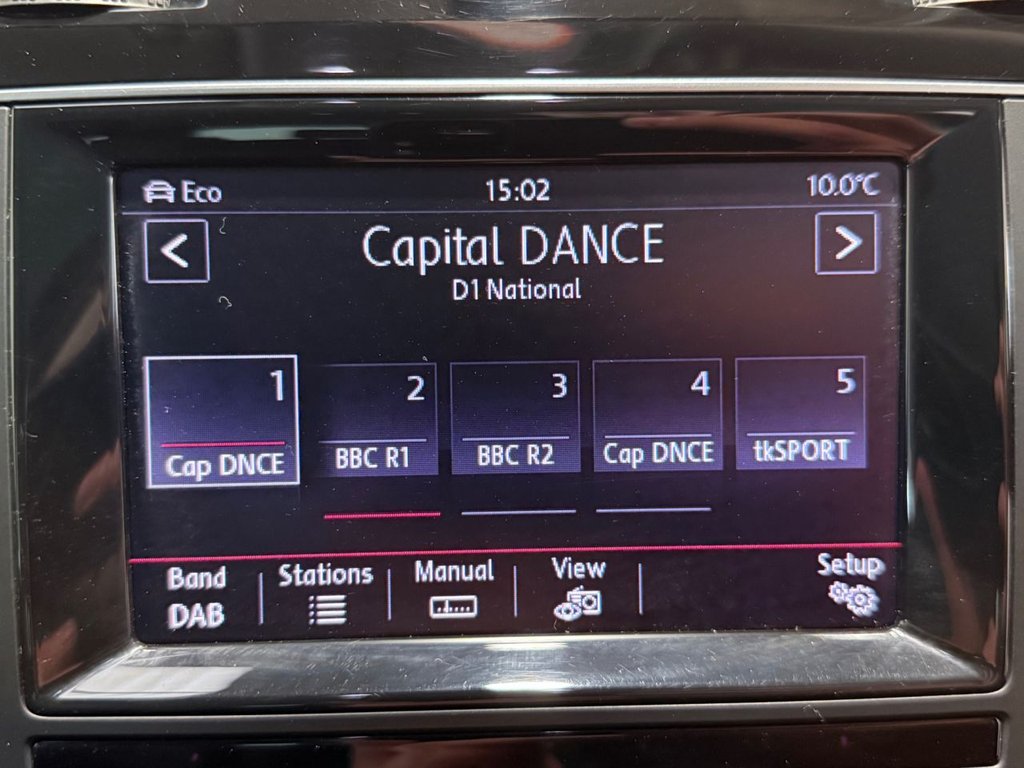 Eco 15:02 10.0°C
< Capital DANCE >
D1 National
1 2 3 4 5
Cap DNCE BBC R1 BBC R2 Cap DNCE tkSPORT
Band Stations Manual View Setup
DAB